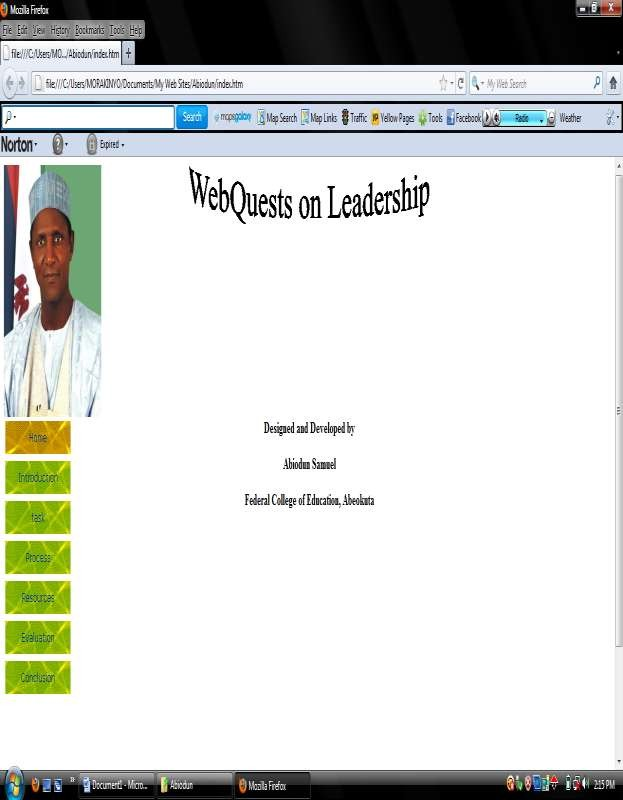 Mozilla Firefox
File Edit View History Bookmarks Tools Help
file:///C:/Users/MO.../Abiodun/index.htm +
file:///C:/Users/MORAKINYO/Documents/My Web Sites/Abiodun/index.htm My Web Search
Search mapsgalaxy Map Search Map Links Traffic Yellow Pages Tools Facebook Radio Weather
Norton Expired
WebQuests on Leadership
Designed and Developed by
Abiodun Samuel
Federal College of Education, Abeokuta
Home
Introduction
task
Process
Resources
Evaluation
Conclusion
Document1 - Micro... Abiodun Mozilla Firefox 2:15 PM